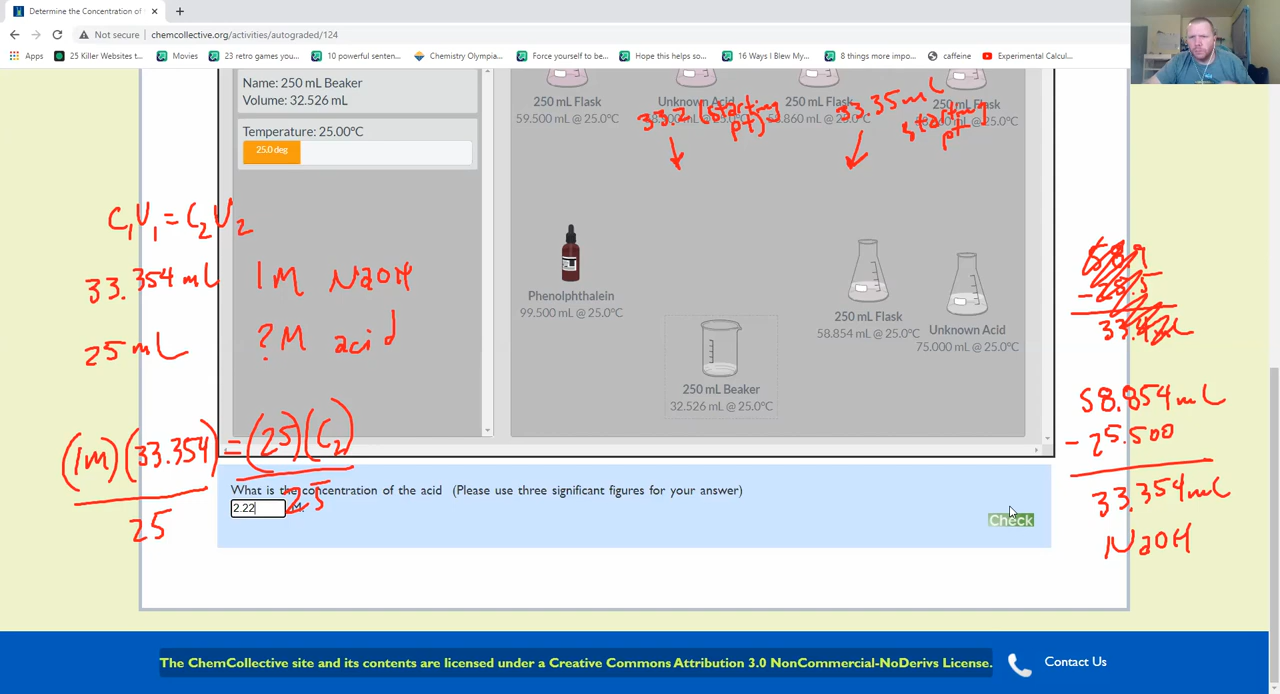 Determine the Concentration of
Not secure | chemcollective.org/activities/autograded/124
Apps
25 Killer Websites t...
Movies
23 retro games you...
10 powerful senten...
Chemistry Olympia...
Force yourself to be...
Hope this helps so...
16 Ways I Blew My...
8 things more impo...
caffeine
Experimental Calcu...
Name: 250 mL Beaker
Volume: 32.526 mL
Temperature: 25.00°C
25.0 deg
250 mL Flask
59.500 mL @ 25.0°C
Unknown Acid
250 mL Flask
250 mL Flask
33.2 (starting pt)
33.35 mL
starting pt
C₁V₁ = C₂V₂
33.354 mL 1M NaOH
25 mL ?M acid
Phenolphthalein
99.500 mL @ 25.0°C
250 mL Flask
58.854 mL @ 25.0°C
Unknown Acid
75.000 mL @ 25.0°C
250 mL Beaker
32.526 mL @ 25.0°C
(1M)(33.354) = (25)(C₂)
25 25
58.854 mL
- 25.500
33.354 mL
NaOH
What is the concentration of the acid (Please use three significant figures for your answer)
2.22 M.
Check
The ChemCollective site and its contents are licensed under a Creative Commons Attribution 3.0 NonCommercial-NoDerivs License.
Contact Us